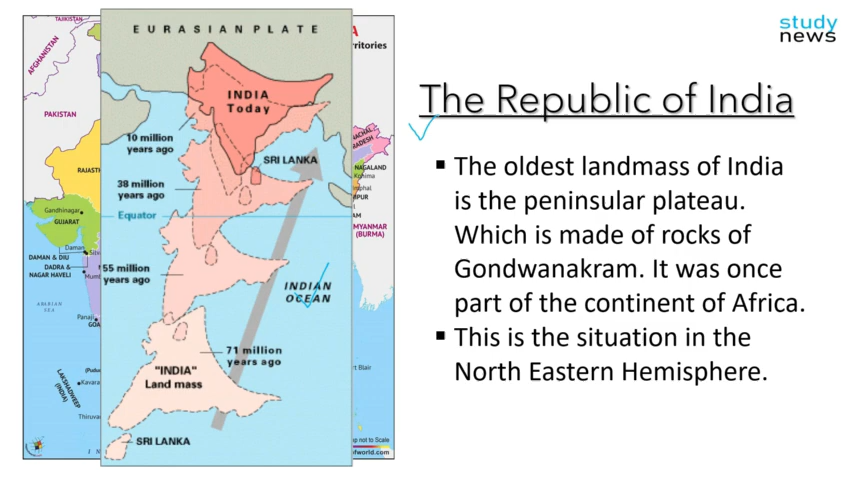 study
news
The Republic of India
▪ The oldest landmass of India
is the peninsular plateau.
Which is made of rocks of
Gondwanakram. It was once
part of the continent of Africa.
▪ This is the situation in the
North Eastern Hemisphere.
EURASIAN PLATE
INDIA
Today
10 million
years ago
SRI LANKA
38 million
years ago
Equator
55 million
years ago
INDIAN
OCEAN
71 million
years ago
"INDIA"
Land mass
SRI LANKA
TAJIKISTAN
AFGHANISTAN
PAKISTAN
Gandhinagar
GUJARAT
Daman
DAMAN & DIU
DADRA &
NAGAR HAVELI
ARABIAN
SEA
Panaji
LAKSHADWEEP
(INDIA)
NAGALAND
Kohima
MYANMAR
(BURMA)